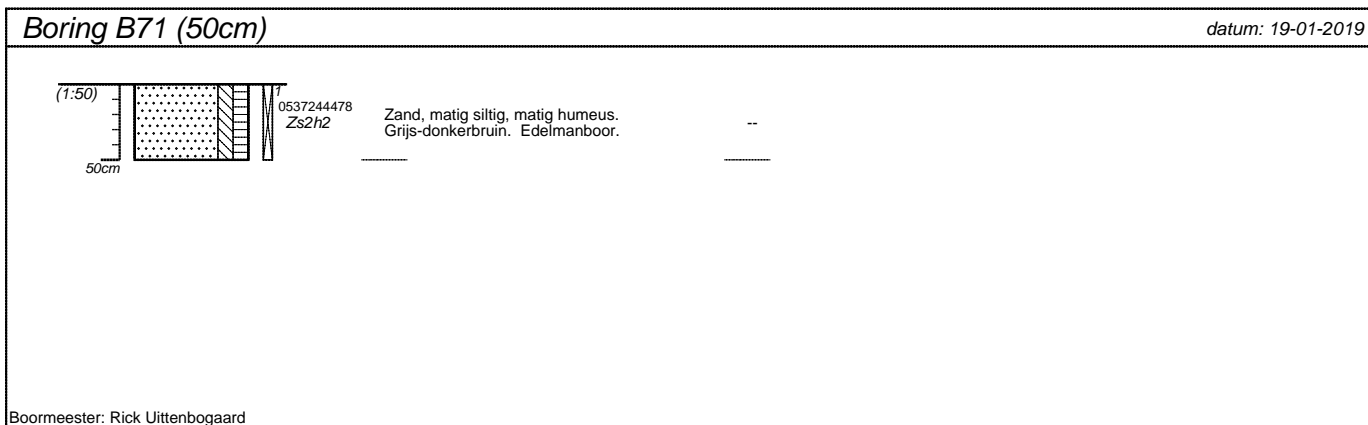 Boring B71 (50cm)
datum: 19-01-2019
(1:50)
1
0537244478
Zs2h2
Zand, matig siltig, matig humeus.
Grijs-donkerbruin. Edelmanboor.
--
50cm
Boormeester: Rick Uittenbogaard